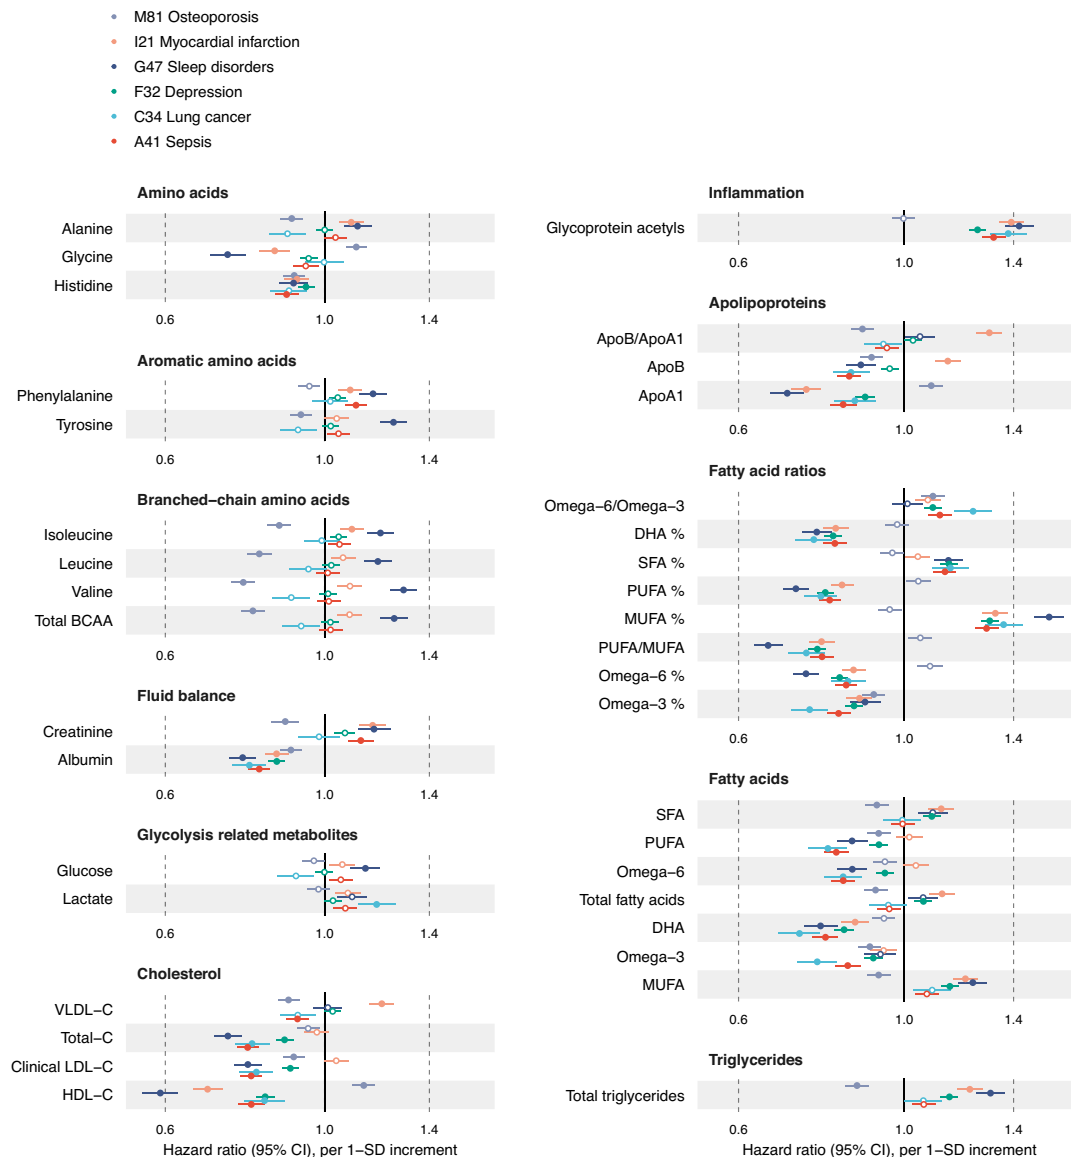 M81 Osteoporosis
I21 Myocardial infarction
G47 Sleep disorders
F32 Depression
C34 Lung cancer
A41 Sepsis
Amino acids
Alanine
Glycine
Histidine
0.6 1.0 1.4
Aromatic amino acids
Phenylalanine
Tyrosine
0.6 1.0 1.4
Branched−chain amino acids
Isoleucine
Leucine
Valine
Total BCAA
0.6 1.0 1.4
Fluid balance
Creatinine
Albumin
0.6 1.0 1.4
Glycolysis related metabolites
Glucose
Lactate
0.6 1.0 1.4
Cholesterol
VLDL−C
Total−C
Clinical LDL−C
HDL−C
0.6 1.0 1.4
Hazard ratio (95% CI), per 1−SD increment
Inflammation
Glycoprotein acetyls
0.6 1.0 1.4
Apolipoproteins
ApoB/ApoA1
ApoB
ApoA1
0.6 1.0 1.4
Fatty acid ratios
Omega−6/Omega−3
DHA %
SFA %
PUFA %
MUFA %
PUFA/MUFA
Omega−6 %
Omega−3 %
0.6 1.0 1.4
Fatty acids
SFA
PUFA
Omega−6
Total fatty acids
DHA
Omega−3
MUFA
0.6 1.0 1.4
Triglycerides
Total triglycerides
0.6 1.0 1.4
Hazard ratio (95% CI), per 1−SD increment